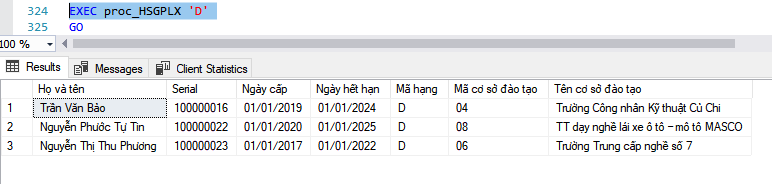 324 EXEC proc_HSGPLX 'D'
325 GO
100 %
Results Messages Client Statistics
Họ và tên Serial Ngày cấp Ngày hết hạn Mã hạng Mã cơ sở đào tạo Tên cơ sở đào tạo
1 Trần Văn Bảo 100000016 01/01/2019 01/01/2024 D 04 Trường Công nhân Kỹ thuật Củ Chi
2 Nguyễn Phước Tự Tin 100000022 01/01/2020 01/01/2025 D 08 TT dạy nghề lái xe ô tô – mô tô MASCO
3 Nguyễn Thị Thu Phương 100000023 01/01/2017 01/01/2022 D 06 Trường Trung cấp nghề số 7